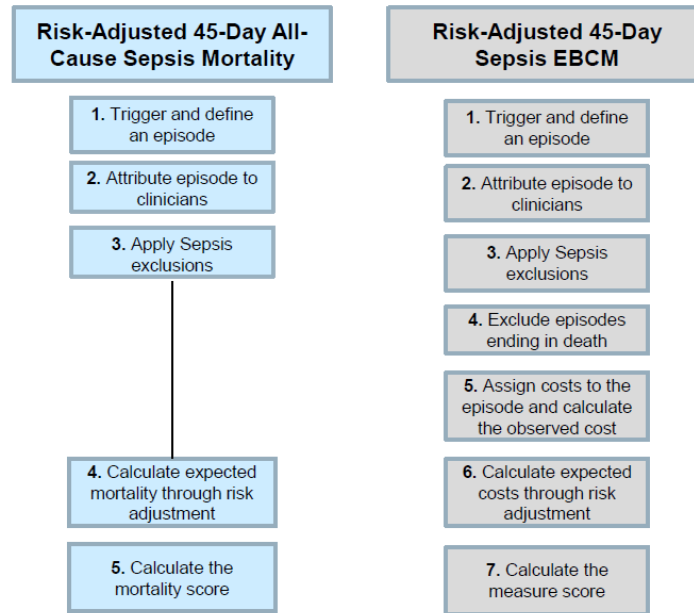 Risk-Adjusted 45-Day All-
Cause Sepsis Mortality
1. Trigger and define
an episode
2. Attribute episode to
clinicians
3. Apply Sepsis
exclusions
4. Calculate expected
mortality through risk
adjustment
5. Calculate the
mortality score
Risk-Adjusted 45-Day
Sepsis EBCM
1. Trigger and define
an episode
2. Attribute episode to
clinicians
3. Apply Sepsis
exclusions
4. Exclude episodes
ending in death
5. Assign costs to the
episode and calculate
the observed cost
6. Calculate expected
costs through risk
adjustment
7. Calculate the
measure score